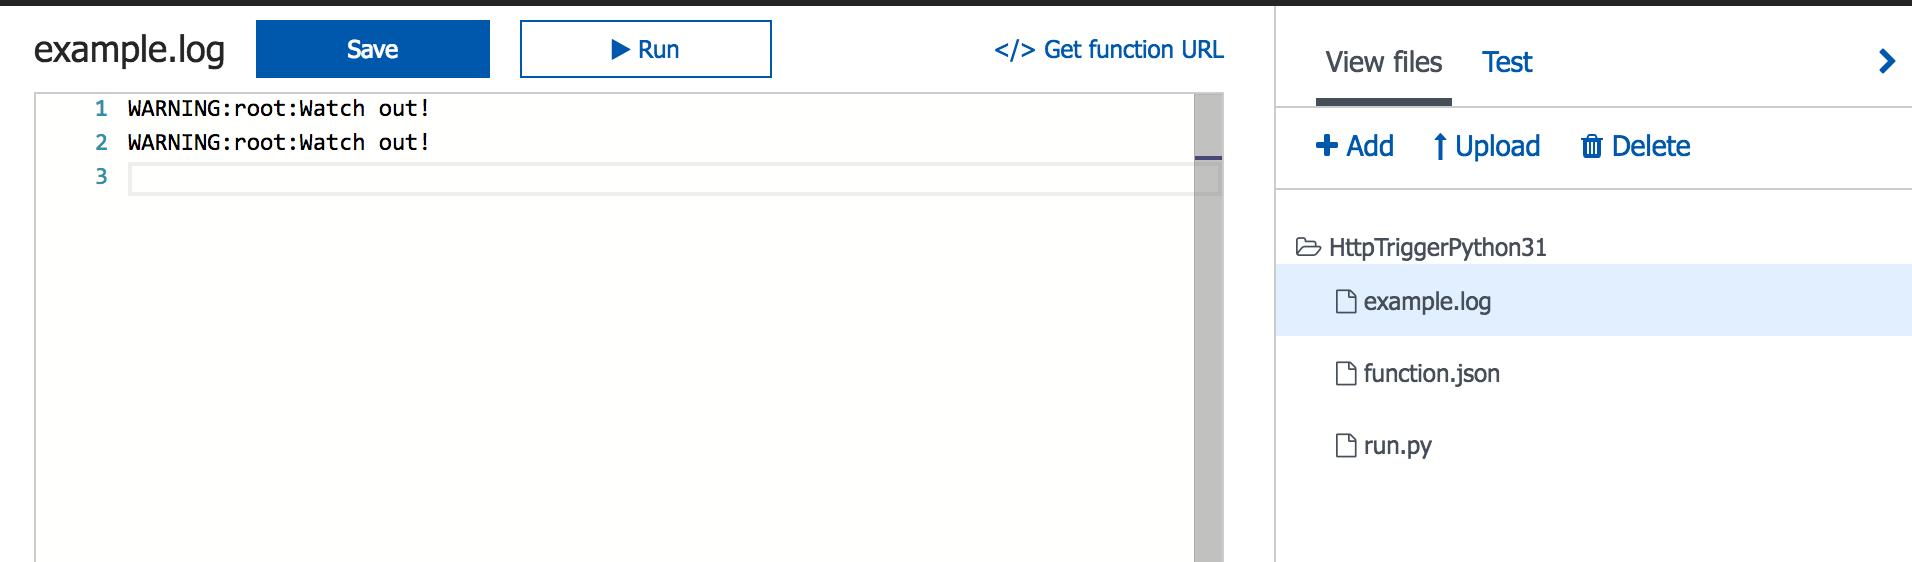 example.log Save Run </> Get function URL
1 WARNING:root:Watch out!
2 WARNING:root:Watch out!
3
View files Test
Add Upload Delete
HttpTriggerPython31
example.log
function.json
run.py